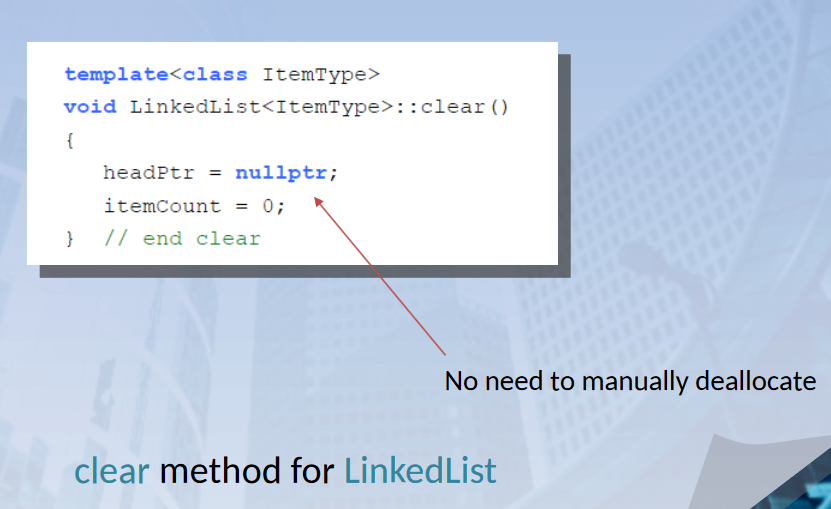 template<class ItemType>
void LinkedList<ItemType>::clear()
{
   headPtr = nullptr;
   itemCount = 0;
}  // end clear
No need to manually deallocate
clear method for LinkedList